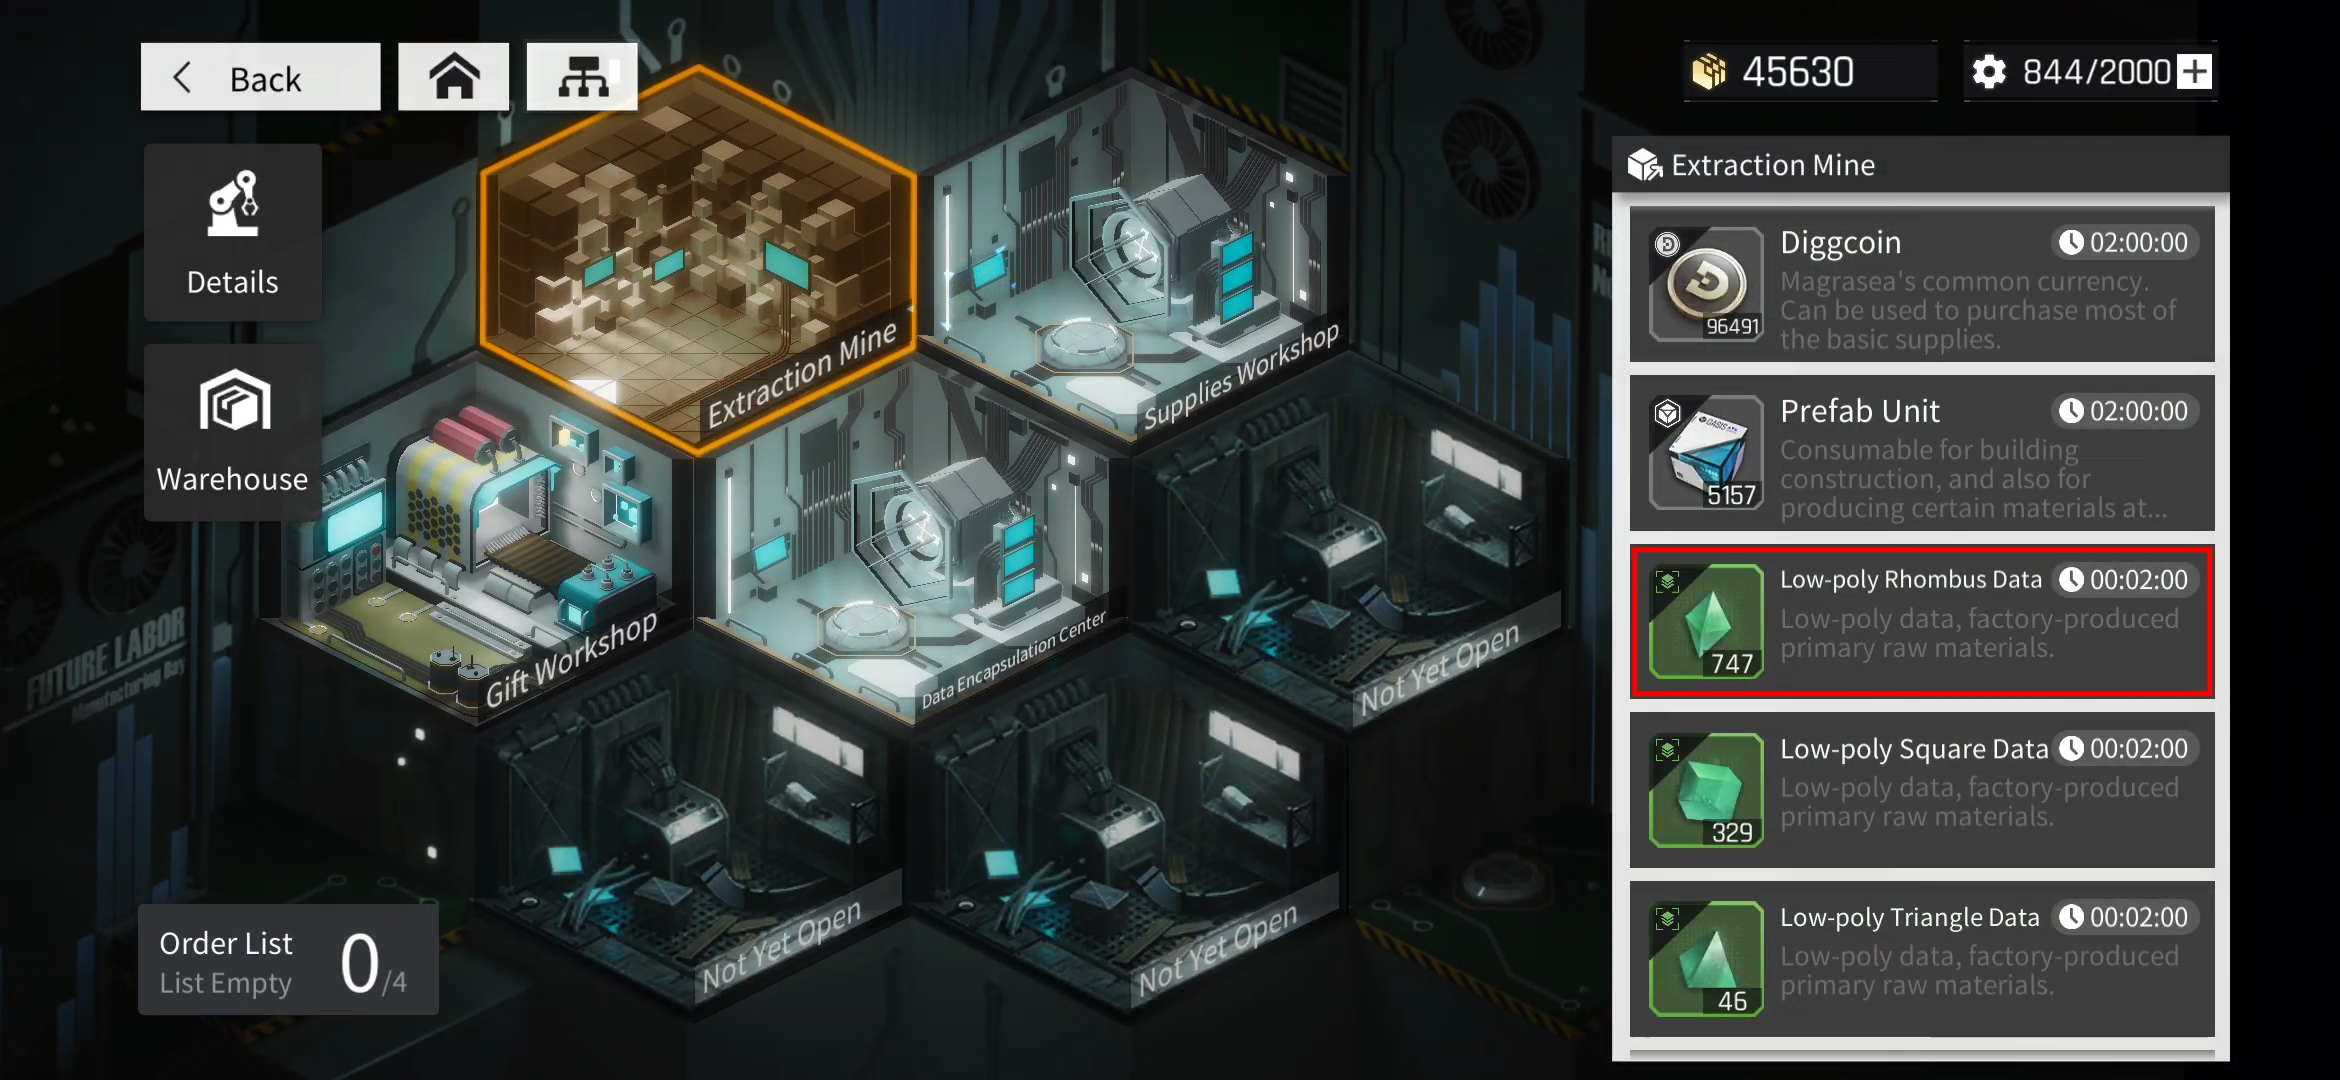 Back
45630
844/2000
Details
Warehouse
Extraction Mine
Supplies Workshop
Gift Workshop
Data Encapsulation Center
Not Yet Open
Not Yet Open
Not Yet Open
FUTURE LABOR
Manufacturing Bay
Order List
List Empty
0/4
Extraction Mine
Diggcoin
02:00:00
Magrasea's common currency.
Can be used to purchase most of
the basic supplies.
96491
Prefab Unit
02:00:00
Consumable for building
construction, and also for
producing certain materials at...
OASIS
5157
Low-poly Rhombus Data
00:02:00
Low-poly data, factory-produced
primary raw materials.
747
Low-poly Square Data
00:02:00
Low-poly data, factory-produced
primary raw materials.
329
Low-poly Triangle Data
00:02:00
Low-poly data, factory-produced
primary raw materials.
46